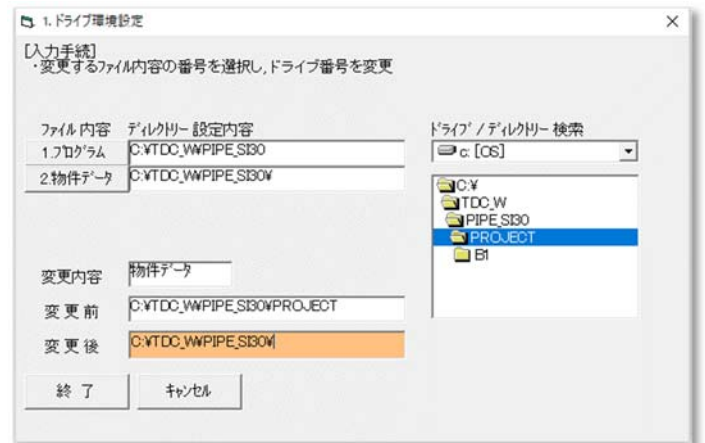 1. ドライブ環境設定
[入力手続]
・変更するファイル内容の番号を選択し,ドライブ番号を変更
ファイル 内容 ディレクトリー 設定内容
1.プログラム C:¥TDC_W¥PIPE_SI30
2.物件データ C:¥TDC_W¥PIPE_SI30¥
変更内容 物件データ
変 更 前 C:¥TDC_W¥PIPE_SI30¥PROJECT
変 更 後 C:¥TDC_W¥PIPE_SI30¥
終 了 キャンセル
ドライブ / ディレクトリー 検索
c: [OS]
C:¥
TDC_W
PIPE_SI30
PROJECT
B1